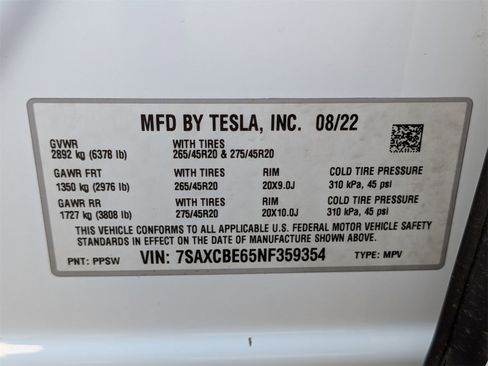 MFD BY TESLA, INC. 08/22
GVWR WITH TIRES
2892 kg (6378 lb) 265/45R20 & 275/45R20
GAWR FRT WITH TIRES RIM COLD TIRE PRESSURE
1350 kg (2976 lb) 265/45R20 20X9.0J 310 kPa, 45 psi
GAWR RR WITH TIRES RIM COLD TIRE PRESSURE
1727 kg (3808 lb) 275/45R20 20X10.0J 310 kPa, 45 psi
THIS VEHICLE CONFORMS TO ALL APPLICABLE U.S. FEDERAL MOTOR VEHICLE SAFETY
STANDARDS IN EFFECT ON THE DATE OF MANUFACTURE SHOWN ABOVE.
PNT: PPSW VIN: 7SAXCBE65NF359354 TYPE: MPV